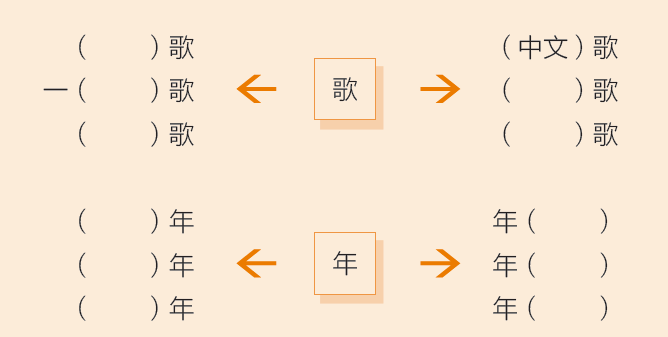 (    )歌 (中文)歌
一(    )歌 歌 (    )歌
(    )歌 (    )歌
(    )年 年(    )
(    )年 年 年(    )
(    )年 年(    )